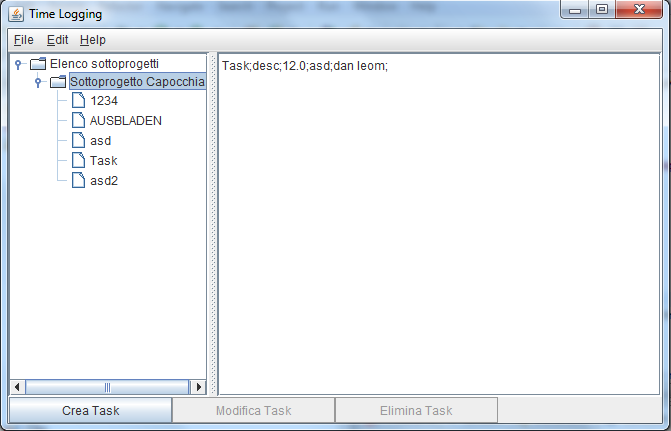 Time Logging
File Edit Help
Elenco sottoprogetti
Sottoprogetto Capocchia
1234
AUSBLADEN
asd
Task
asd2
Task;desc;12.0;asd;dan leom;
Crea Task Modifica Task Elimina Task